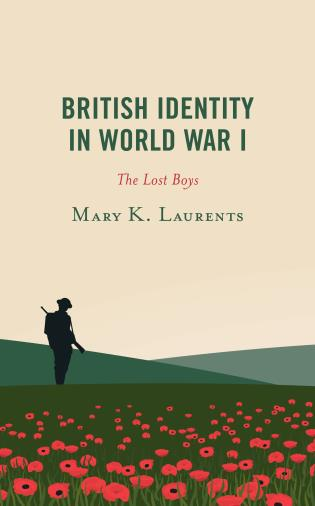 BRITISH IDENTITY
IN WORLD WAR I
The Lost Boys
MARY K. LAURENTS